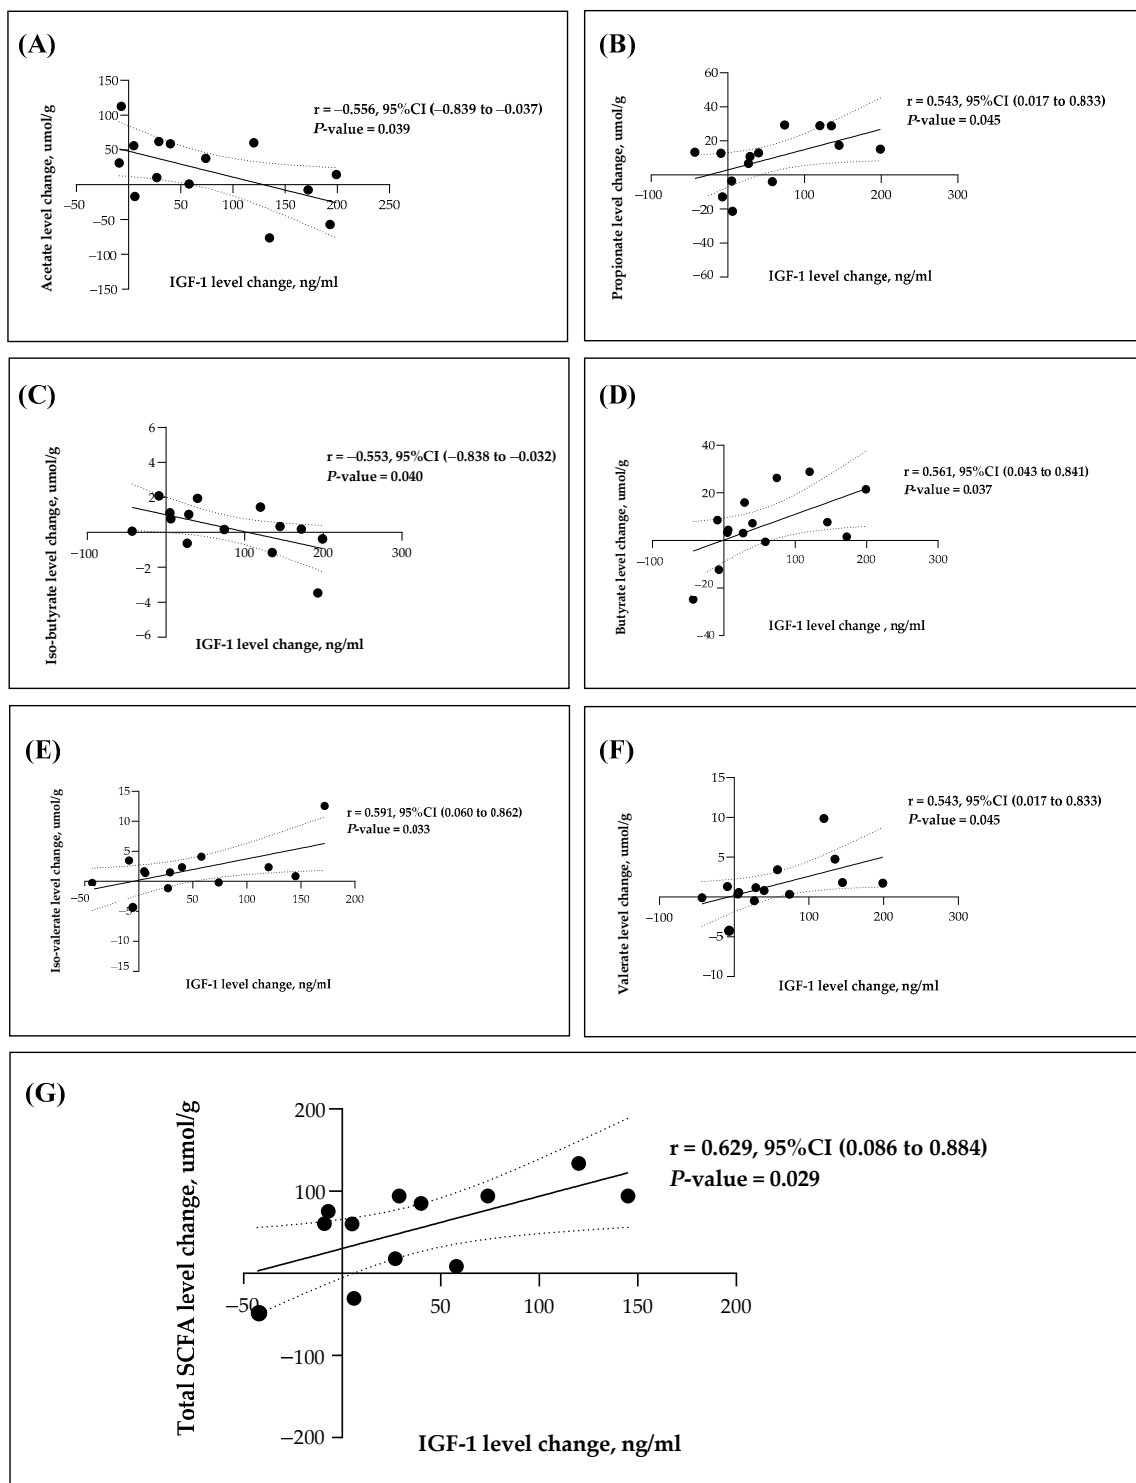 (A)
Acetate level change, umol/g
150
100
50
0
−50
−100
−150
−50
50
100
150
200
250
r = −0.556, 95%CI (−0.839 to −0.037)
P-value = 0.039
IGF-1 level change, ng/ml
(B)
Propionate level change, umol/g
60
40
20
0
−20
−40
−60
−100
100
200
300
r = 0.543, 95%CI (0.017 to 0.833)
P-value = 0.045
IGF-1 level change, ng/ml
(C)
Iso-butyrate level change, umol/g
6
4
2
0
−2
−4
−6
−100
100
200
300
r = −0.553, 95%CI (−0.838 to −0.032)
P-value = 0.040
IGF-1 level change, ng/ml
(D)
Butyrate level change, umol/g
40
20
0
−20
−40
−100
100
200
300
r = 0.561, 95%CI (0.043 to 0.841)
P-value = 0.037
IGF-1 level change , ng/ml
(E)
Iso-valerate level change, umol/g
15
10
5
0
−5
−10
−15
−50
50
100
150
200
r = 0.591, 95%CI (0.060 to 0.862)
P-value = 0.033
IGF-1 level change, ng/ml
(F)
Valerate level change, umol/g
15
10
5
0
−5
−10
−100
100
200
300
r = 0.543, 95%CI (0.017 to 0.833)
P-value = 0.045
IGF-1 level change, ng/ml
(G)
Total SCFA level change, umol/g
200
100
−100
−200
−50
50
100
150
200
r = 0.629, 95%CI (0.086 to 0.884)
P-value = 0.029
IGF-1 level change, ng/ml